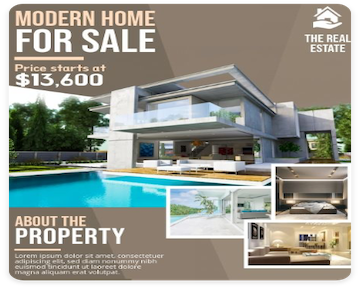 MODERN HOME
FOR SALE
Price starts at
$13,600
THE REAL
ESTATE
ABOUT THE
PROPERTY
Lorem ipsum dolor sit amet, consectetuer
adipiscing elit, sed diam nonummy nibh
euismod tincidunt ut laoreet dolore
magna aliquam erat volutpat.